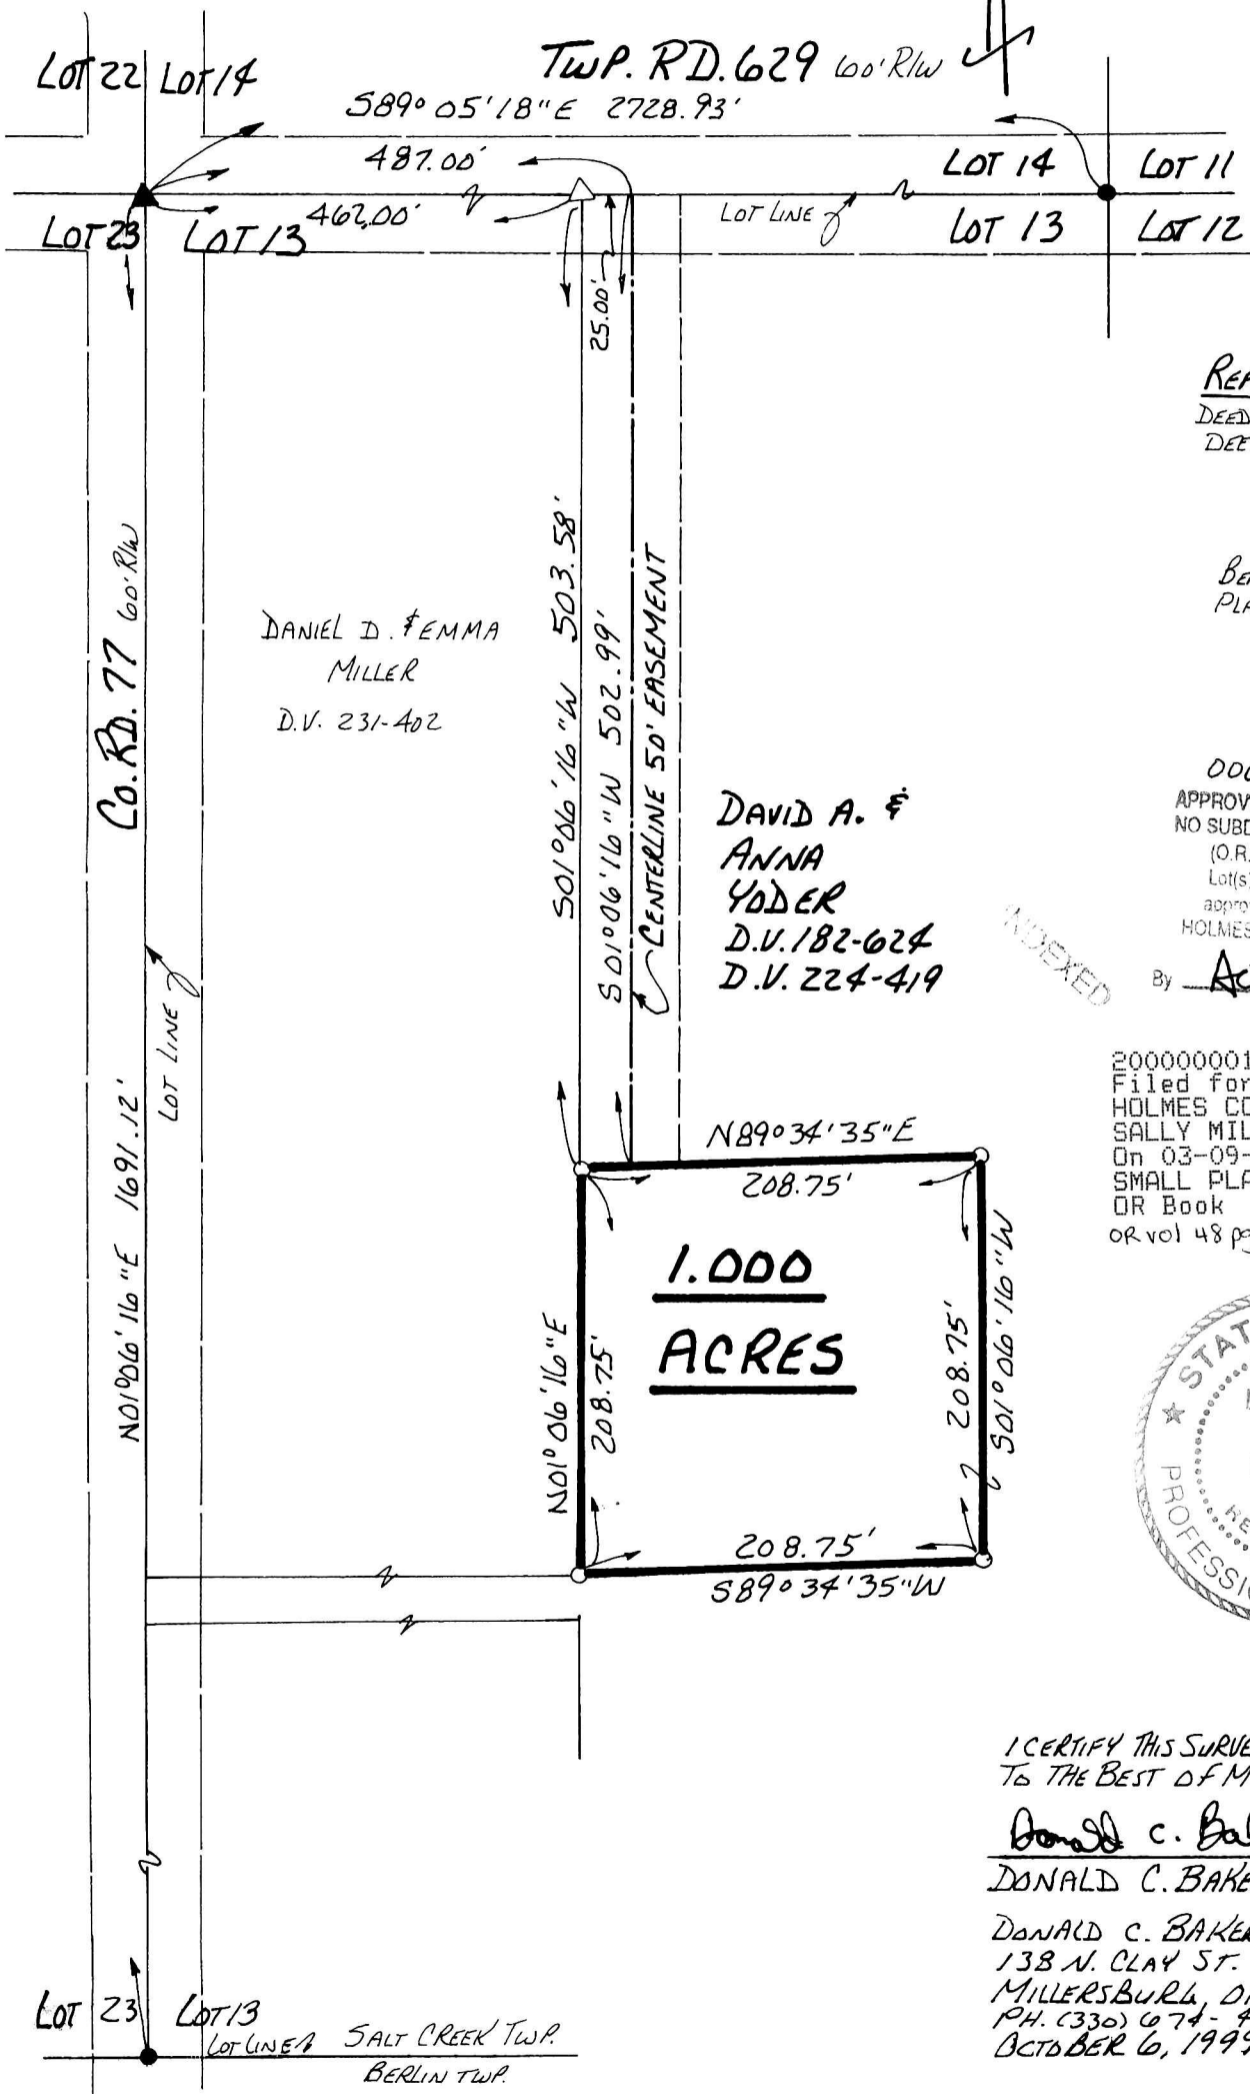 TWP. RD. 629 60' R/W
LOT 22 LOT 14
S89° 05' 18" E 2728.93'
487.00'
LOT 14 LOT 11
462.00'
LOT LINE
LOT 23 LOT 13
LOT 13 LOT 12
25.00'
CO. RD. 77 60' R/W
DANIEL D. & EMMA
MILLER
D.V. 231-402
S01° 06' 16" W 503.58'
S01° 06' 16" W 502.99'
CENTERLINE 50' EASEMENT
DAVID A. &
ANNA
YODER
D.V. 182-624
D.V. 224-419
INDEXED
DEED
By
200000001
Filed for
HOLMES CO
SALLY MIL
On 03-09-
SMALL PLA
OR Book
OR vol 48 pg
LOT LINE
N01° 06' 16" E 1691.12'
N89° 34' 35" E
208.75'
1.000
ACRES
N01° 06' 16" E
208.75'
208.75'
S01° 06' 16" W
208.75'
S89° 34' 35" W
PROFESSI
I CERTIFY THIS SURVE
TO THE BEST OF M
Donald C. Bak
DONALD C. BAKE
DONALD C. BAKER
138 N. CLAY ST.
MILLERSBURG, O
PH. (330) 674-
OCTOBER 6, 199
LOT 23 LOT 13
LOT LINE SALT CREEK TWP.
BERLIN TWP.